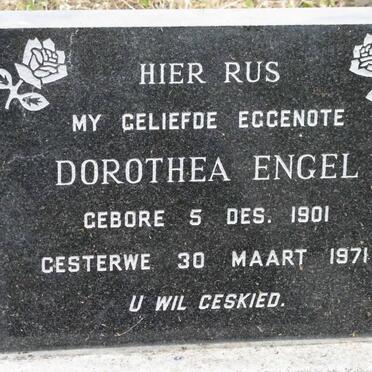 HIER RUS
MY GELIEFDE EGGENOTE
DOROTHEA ENGEL
GEBORE 5 DES. 1901
GESTERWE 30 MAART 1971
U WIL GESKIED.